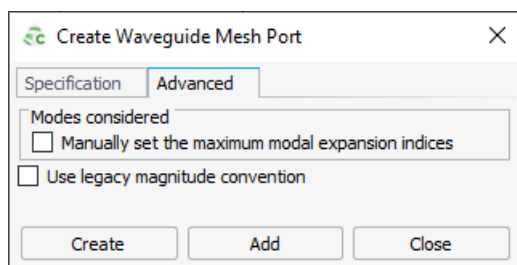 Create Waveguide Mesh Port
Specification Advanced
Modes considered
Manually set the maximum modal expansion indices
Use legacy magnitude convention
Create Add Close